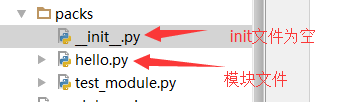 packs
__init__.py
init文件为空
hello.py
模块文件
test_module.py